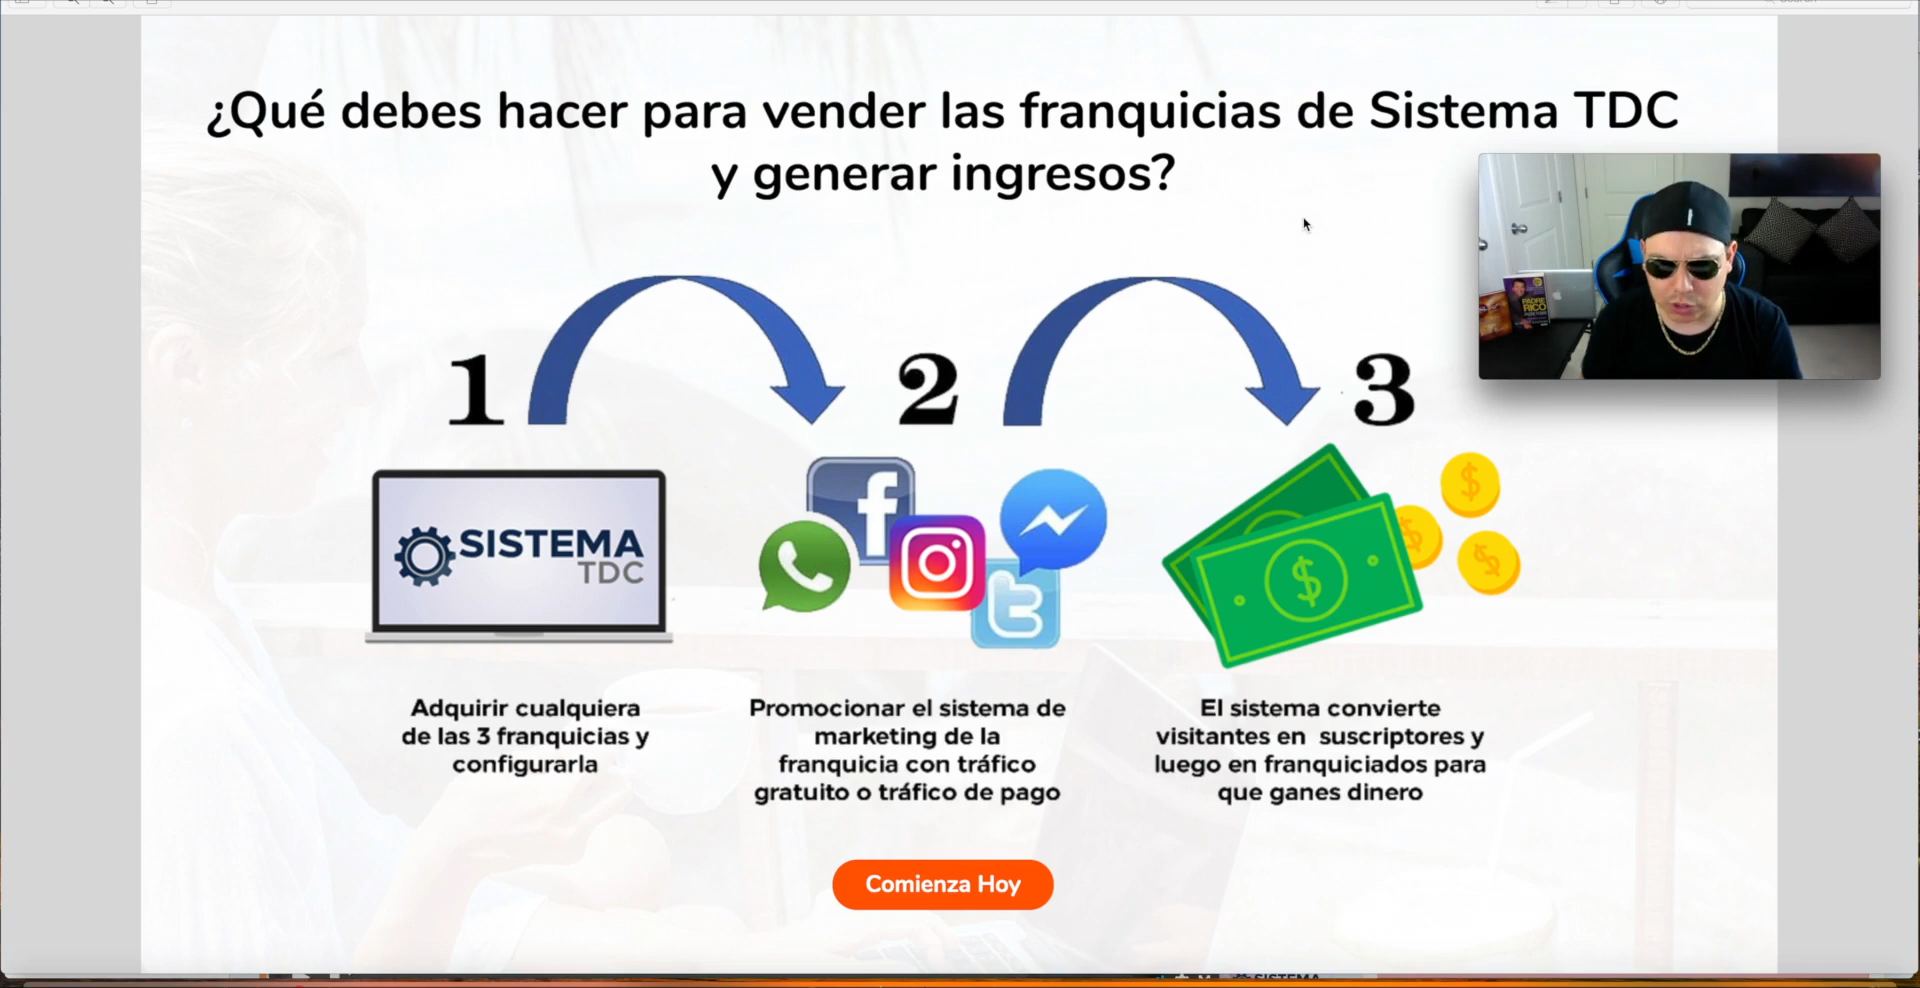 ¿Qué debes hacer para vender las franquicias de Sistema TDC
y generar ingresos?
1
2
3
SISTEMA
TDC
PADRE
RICO
Adquirir cualquiera
de las 3 franquicias y
configurarla
Promocionar el sistema de
marketing de la
franquicia con tráfico
gratuito o tráfico de pago
El sistema convierte
visitantes en suscriptores y
luego en franquiciados para
que ganes dinero
Comienza Hoy